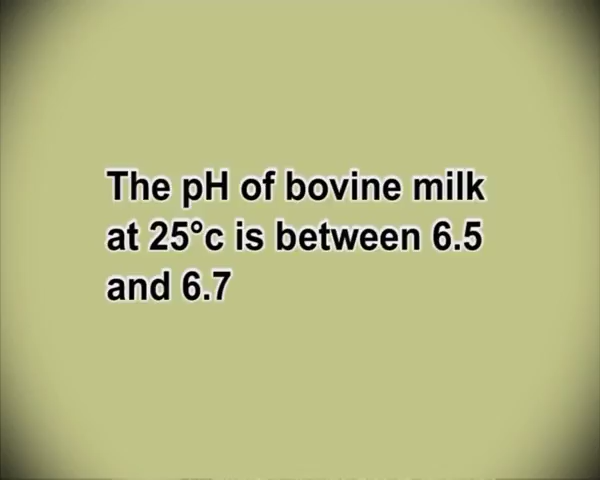 The pH of bovine milk
at 25°c is between 6.5
and 6.7